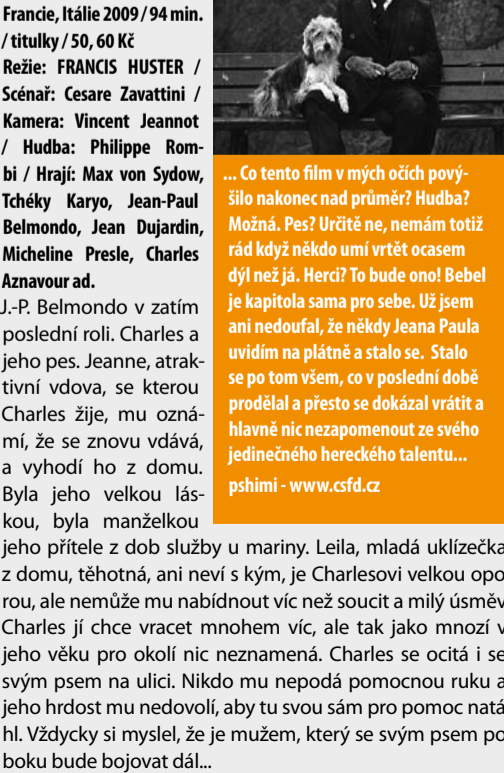 Francie, Itálie 2009 / 94 min.
/ titulky / 50, 60 Kč
Režie: FRANCIS HUSTER /
Scénař: Cesare Zavattini /
Kamera: Vincent Jeannot
/ Hudba: Philippe Rom-
bi / Hrají: Max von Sydow,
Tchéky Karyo, Jean-Paul
Belmondo, Jean Dujardin,
Micheline Presle, Charles
Aznavour ad.
J.-P. Belmondo v zatím
poslední roli. Charles a
jeho pes. Jeanne, atrak-
tivní vdova, se kterou
Charles žije, mu ozná-
mí, že se znovu vdává,
a vyhodí ho z domu.
Byla jeho velkou lás-
kou, byla manželkou
jeho přítele z dob služby u mariny. Leila, mladá uklízečka
z domu, těhotná, ani neví s kým, je Charlesovi velkou opo
rou, ale nemůže mu nabídnout víc než soucit a milý úsměv
Charles jí chce vracet mnohem víc, ale tak jako mnozí v
jeho věku pro okolí nic neznamená. Charles se ocitá i se
svým psem na ulici. Nikdo mu nepodá pomocnou ruku a
jeho hrdost mu nedovolí, aby tu svou sám pro pomoc natá
hl. Vždycky si myslel, že je mužem, který se svým psem po
boku bude bojovat dál...
... Co tento film v mých očích pový-
šilo nakonec nad průměr? Hudba?
Možná. Pes? Určitě ne, nemám totiž
rád když někdo umí vrtět ocasem
dýl než já. Herci? To bude ono! Bebel
je kapitola sama pro sebe. Už jsem
ani nedoufal, že někdy Jeana Paula
uvidím na plátně a stalo se. Stalo
se po tom všem, co v poslední době
prodělal a přesto se dokázal vrátit a
hlavně nic nezapomenout ze svého
jedinečného hereckého talentu...
pshimi - www.csfd.cz